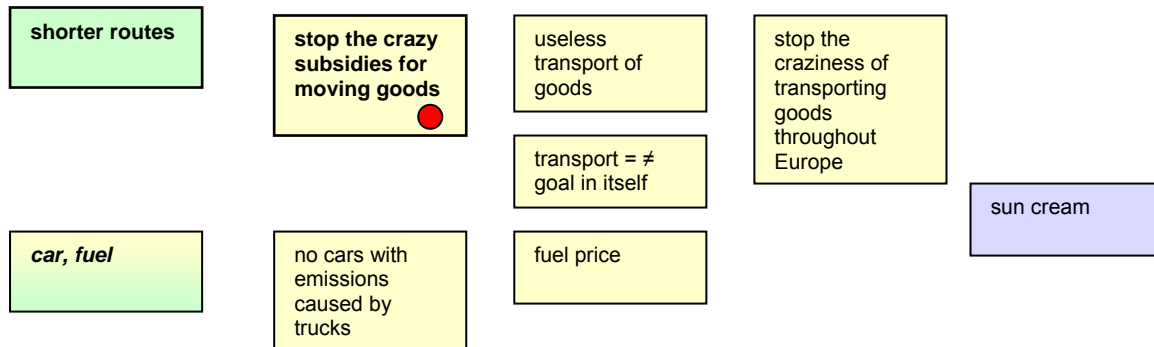 shorter routes
stop the crazy
subsidies for
moving goods
useless
transport of
goods
stop the
craziness of
transporting
goods
throughout
Europe
transport = ≠
goal in itself
sun cream
car, fuel
no cars with
emissions
caused by
trucks
fuel price